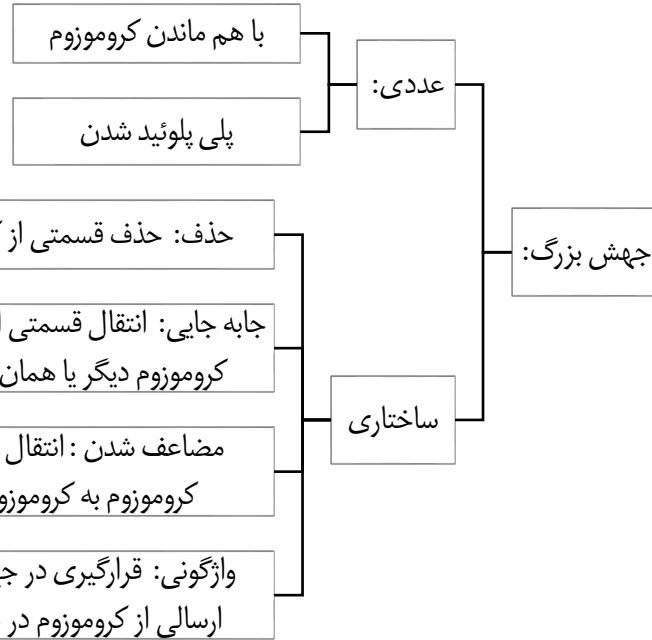 جهش بزرگ:
عددی:
با هم ماندن کروموزوم
پلی پلوئید شدن
ساختاری
حذف: حذف قسمتی از
جابه جایی: انتقال قسمتی
کروموزوم دیگر یا همان
مضاعف شدن : انتقال
کروموزوم به
واژگونی: قرارگیری در
ارسالی از کروموزوم در